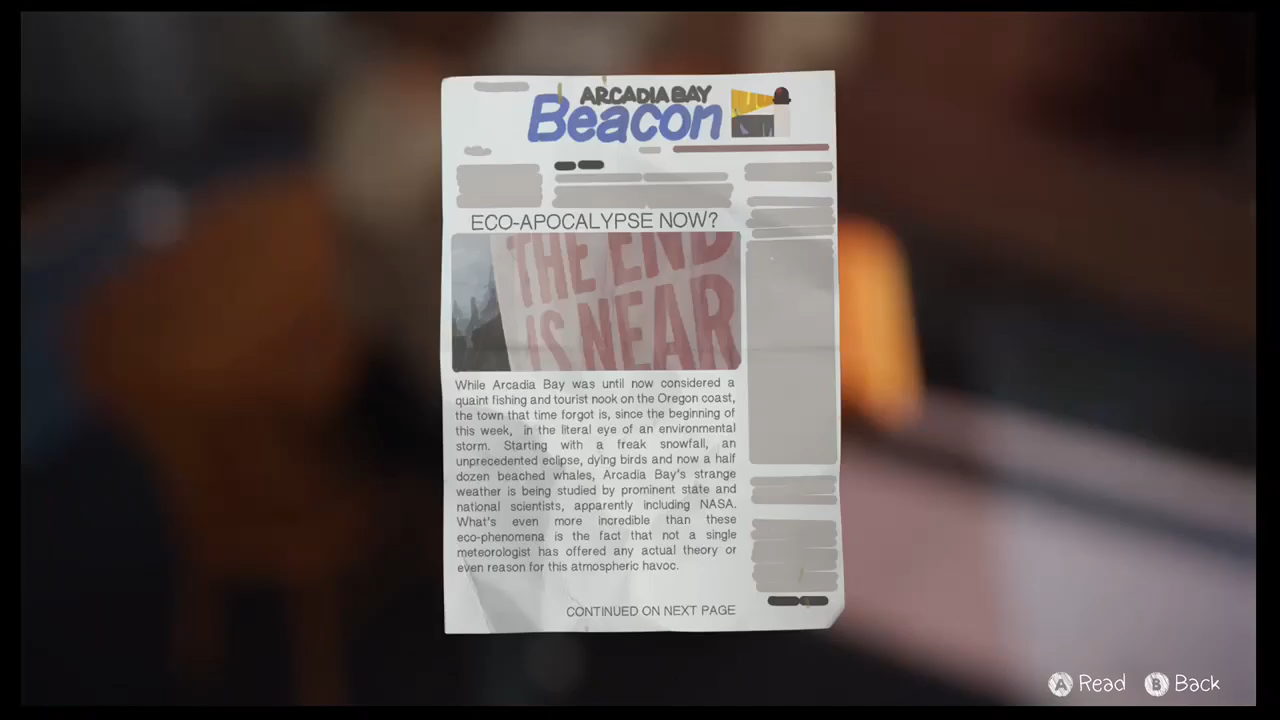 ARCADIA BAY
Beacon
ECO-APOCALYPSE NOW?
THE END
IS NEAR
While Arcadia Bay was until now considered a
quaint fishing and tourist nook on the Oregon coast,
the town that time forgot is, since the beginning of
this week, in the literal eye of an environmental
storm. Starting with a freak snowfall, an
unprecedented eclipse, dying birds and now a half
dozen beached whales, Arcadia Bay's strange
weather is being studied by prominent state and
national scientists, apparently including NASA.
What's even more incredible than these
eco-phenomena is the fact that not a single
meteorologist has offered any actual theory or
even reason for this atmospheric havoc.
CONTINUED ON NEXT PAGE
A Read B Back